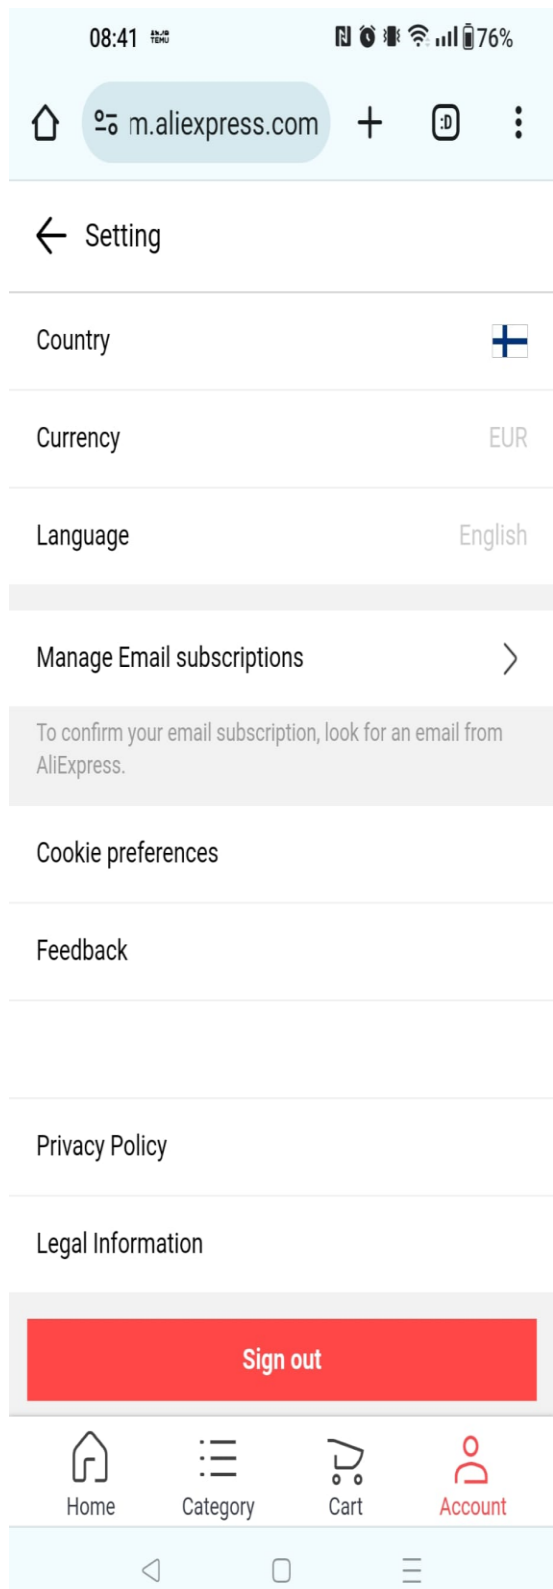 08:41 TEMU 76%
m.aliexpress.com :D
Setting
Country
Currency EUR
Language English
Manage Email subscriptions
To confirm your email subscription, look for an email from
AliExpress.
Cookie preferences
Feedback
Privacy Policy
Legal Information
Sign out
Home Category Cart Account